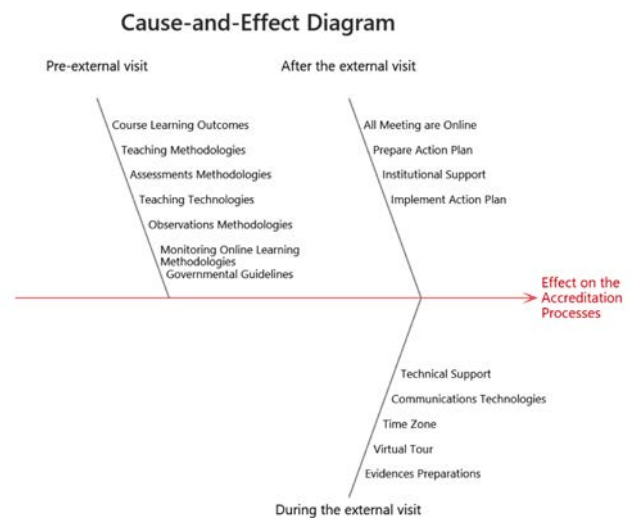 Cause-and-Effect Diagram
Pre-external visit
After the external visit
Course Learning Outcomes
Teaching Methodologies
Assessments Methodologies
Teaching Technologies
Observations Methodologies
Monitoring Online Learning
Methodologies
Governmental Guidelines
All Meeting are Online
Prepare Action Plan
Institutional Support
Implement Action Plan
Effect on the
Accreditation
Processes
Technical Support
Communications Technologies
Time Zone
Virtual Tour
Evidences Preparations
During the external visit